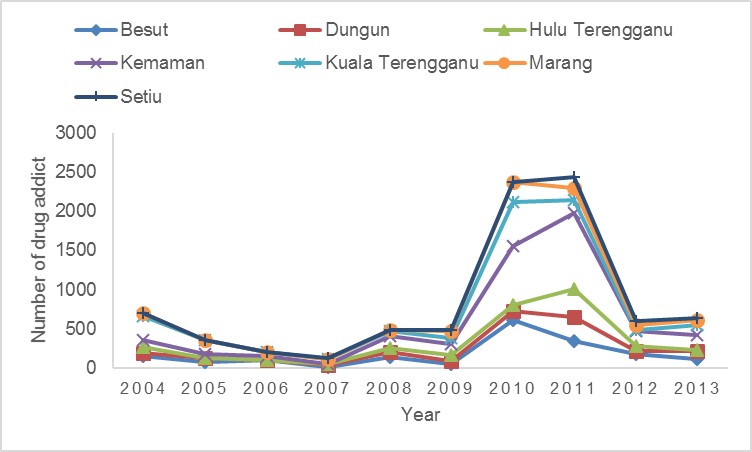 Besut Dungun Hulu Terengganu
Kemaman Kuala Terengganu Marang
Setiu
Number of drug addict
3000
2500
2000
1500
1000
500
0
2004 2005 2006 2007 2008 2009 2010 2011 2012 2013
Year